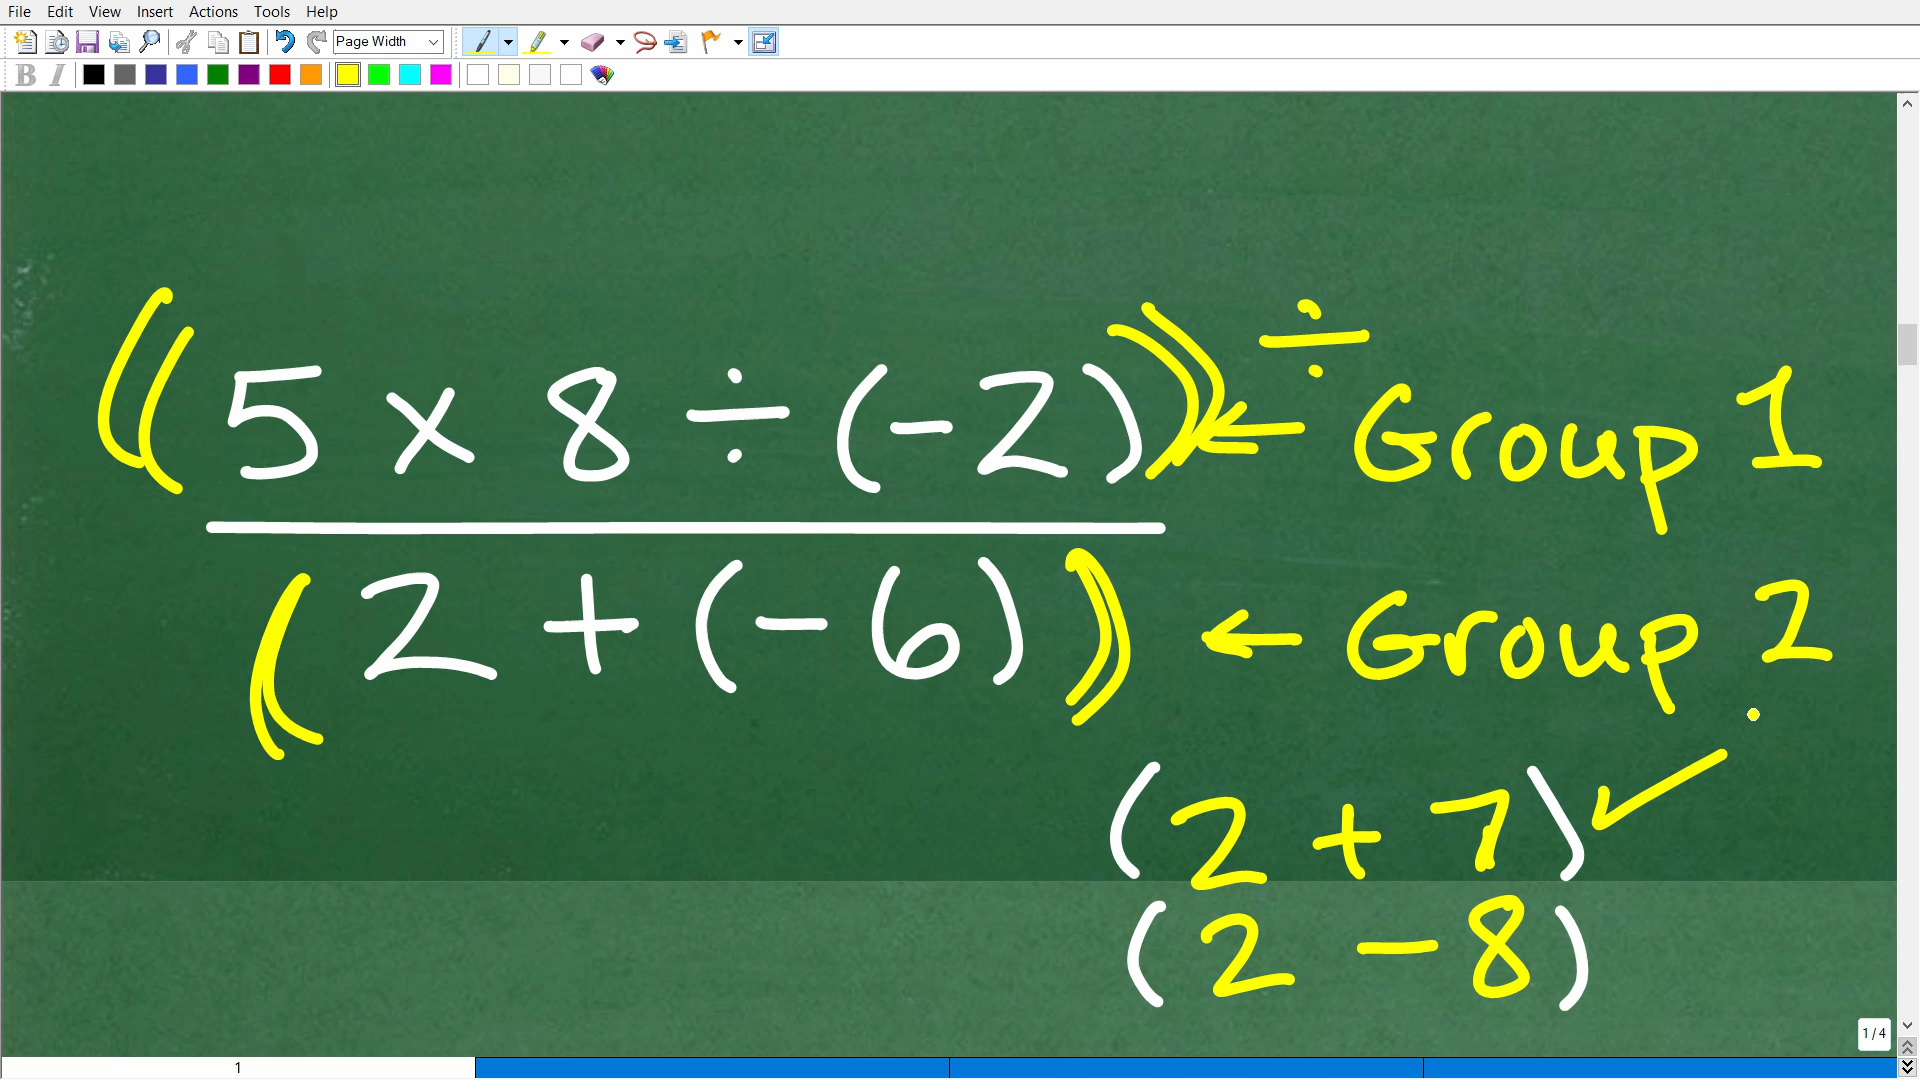 File Edit View Insert Actions Tools Help
Page Width
B I
÷
((5 × 8 ÷ (-2))) ← Group 1
(2 + (-6)) ← Group 2
(2 + 7) ✓
(2 - 8)
1 / 4
1